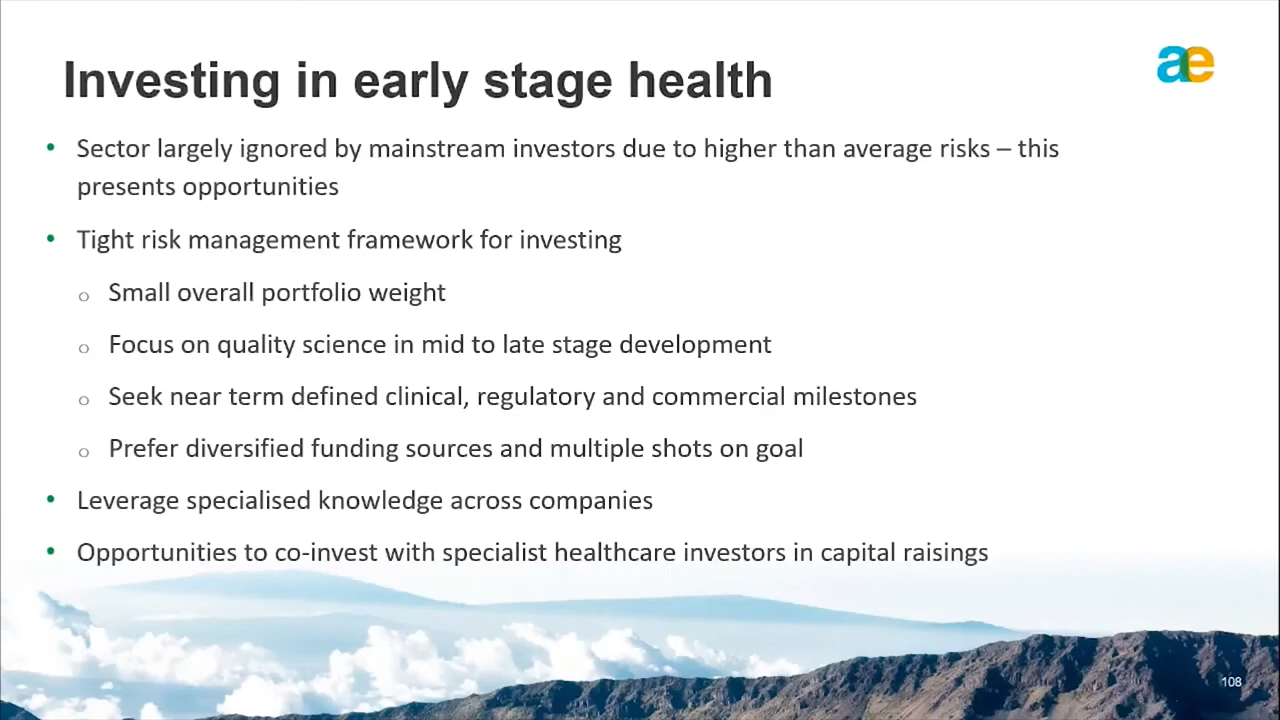 Investing in early stage health
ae
• Sector largely ignored by mainstream investors due to higher than average risks – this
presents opportunities
• Tight risk management framework for investing
o Small overall portfolio weight
o Focus on quality science in mid to late stage development
o Seek near term defined clinical, regulatory and commercial milestones
o Prefer diversified funding sources and multiple shots on goal
• Leverage specialised knowledge across companies
• Opportunities to co-invest with specialist healthcare investors in capital raisings
108